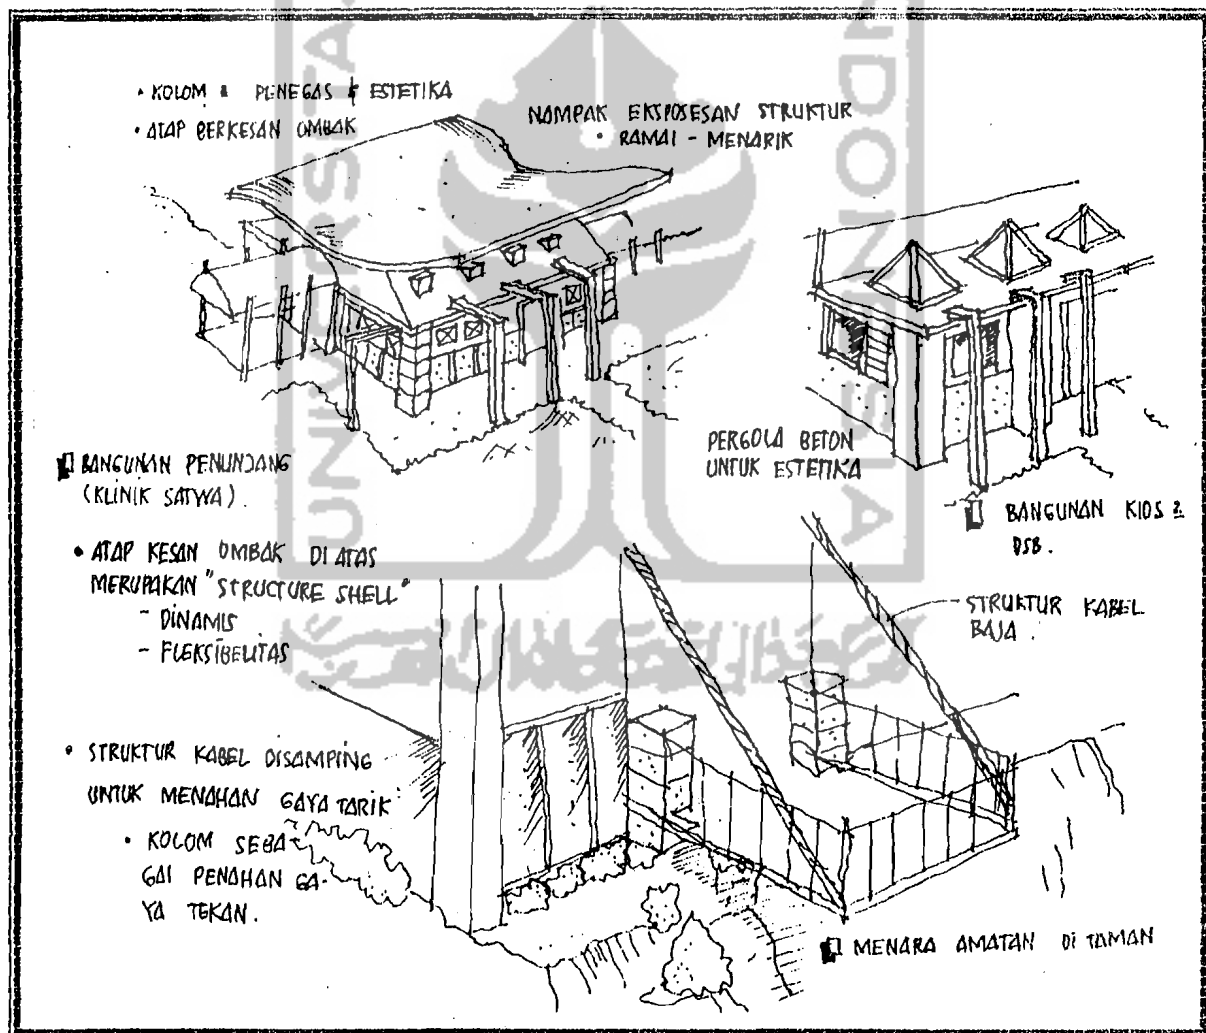 • KOLOM & PENEGAS & ESTETIKA
• ATAP BERKESAN OMBAK
NAMPAK EKSPOSESAN STRUKTUR
• RAMAI - MENARIK
BANGUNAN PENUNJANG
(KLINIK SATWA).
PERGOLA BETON
UNTUK ESTETIKA
BANGUNAN KIOS 2
DSB.
• ATAP KESAN OMBAK DI ATAS
MERUPAKAN "STRUCTURE SHELL"
- DINAMIS
- FLEKSIBELITAS
STRUKTUR KABEL
BAJA.
• STRUKTUR KABEL DISAMPING
UNTUK MENAHAN GAYA TARIK
• KOLOM SEBA-
GAI PENAHAN GA-
YA TEKAN.
MENARA AMATAN DI TAMAN
UNIVERSITAS
INDONESIA